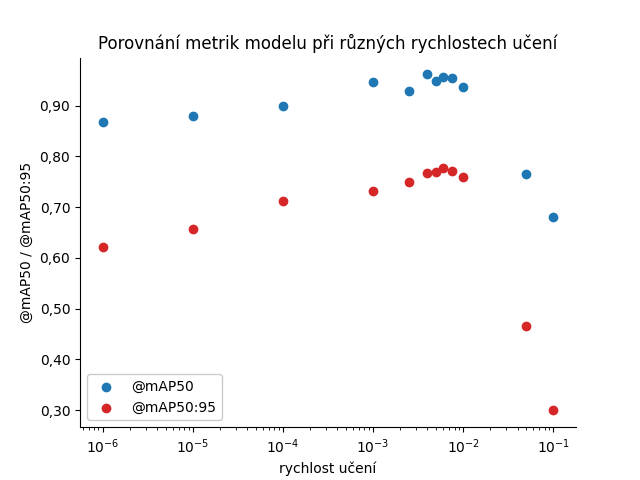 Porovnání metrik modelu při různých rychlostech učení
@mAP50 / @mAP50:95
0,90
0,80
0,70
0,60
0,50
0,40
0,30
@mAP50
@mAP50:95
10⁻⁶ 10⁻⁵ 10⁻⁴ 10⁻³ 10⁻² 10⁻¹
rychlost učení